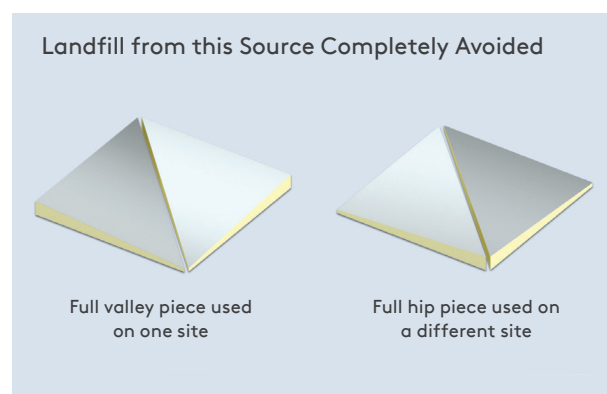 Landfill from this Source Completely Avoided
Full valley piece used
on one site
Full hip piece used on
a different site